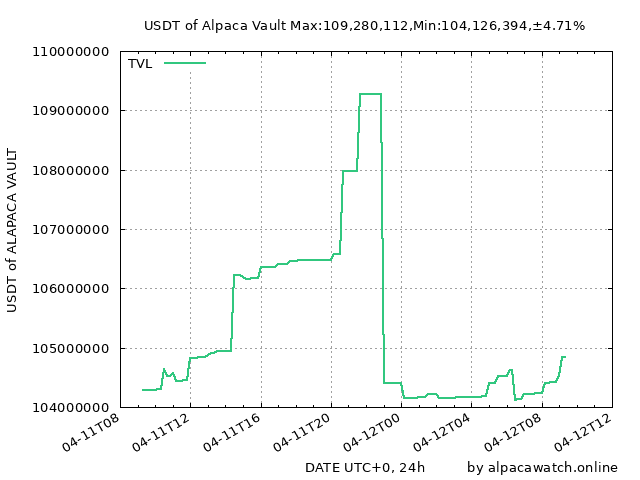 USDT of Alpaca Vault Max:109,280,112,Min:104,126,394,±4.71%
110000000
TVL
109000000
108000000
107000000
106000000
105000000
104000000
USDT of ALAPACA VAULT
04-11T08
04-11T12
04-11T16
04-11T20
04-12T00
04-12T04
04-12T08
04-12T12
DATE UTC+0, 24h
by alpacawatch.online